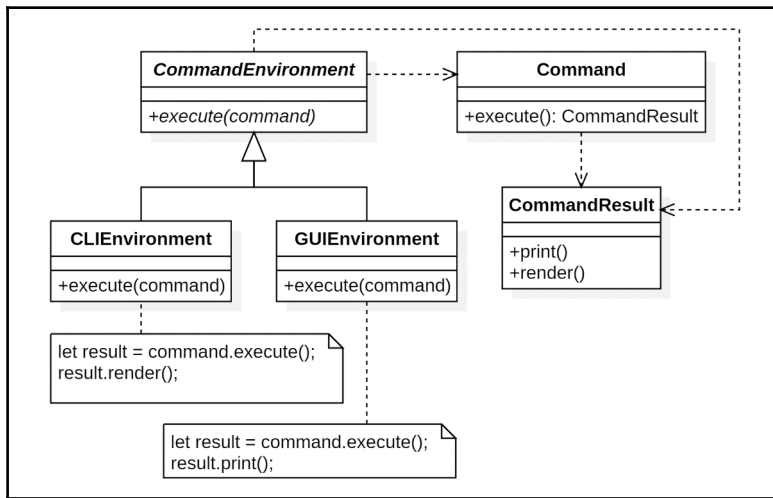 CommandEnvironment
+execute(command)
Command
+execute(): CommandResult
CommandResult
+print()
+render()
CLIEnvironment
+execute(command)
GUIEnvironment
+execute(command)
let result = command.execute();
result.render();
let result = command.execute();
result.print();